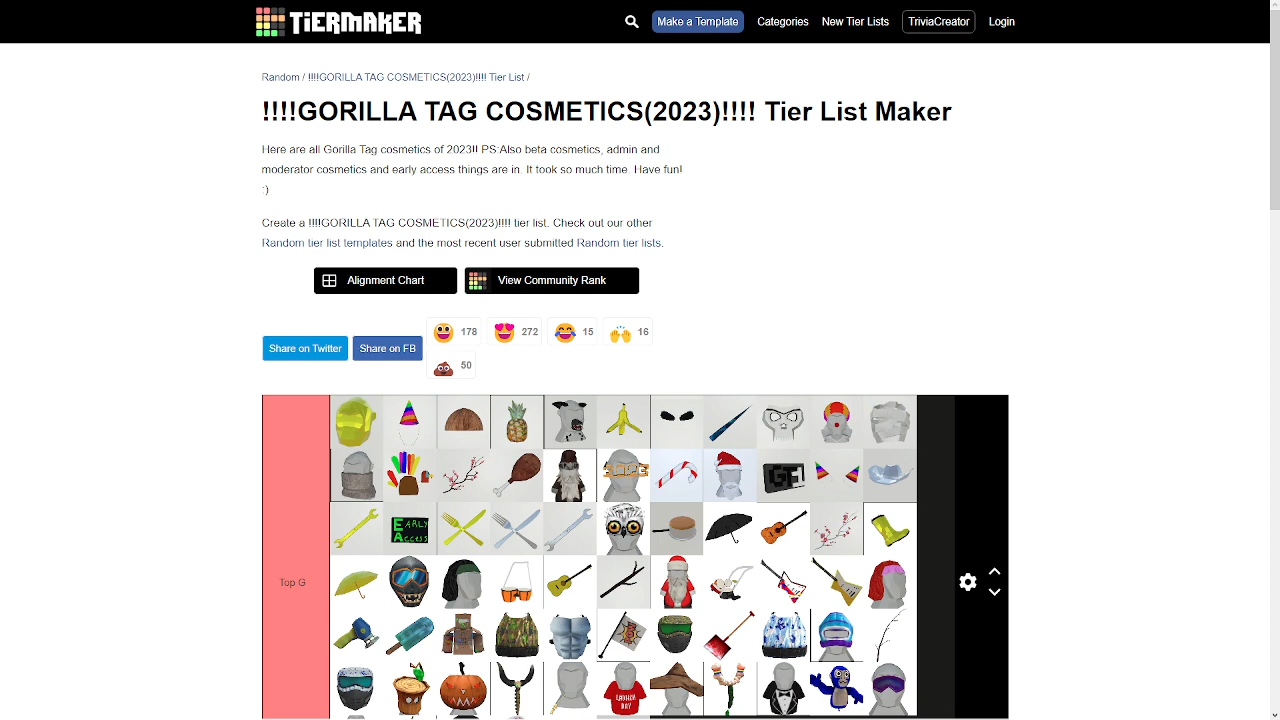 TIERMAKER
Make a Template
Categories
New Tier Lists
TriviaCreator
Login
Random / !!!!GORILLA TAG COSMETICS(2023)!!!! Tier List /
!!!!GORILLA TAG COSMETICS(2023)!!!! Tier List Maker
Here are all Gorilla Tag cosmetics of 2023!! PS:Also beta cosmetics, admin and
moderator cosmetics and early access things are in. It took so much time. Have fun!
:)
Create a !!!!GORILLA TAG COSMETICS(2023)!!!! tier list. Check out our other
Random tier list templates and the most recent user submitted Random tier lists.
Alignment Chart
View Community Rank
Share on Twitter
Share on FB
178
272
15
16
50
Top G
EARLY
ACCESS
LAUNCH
DAY